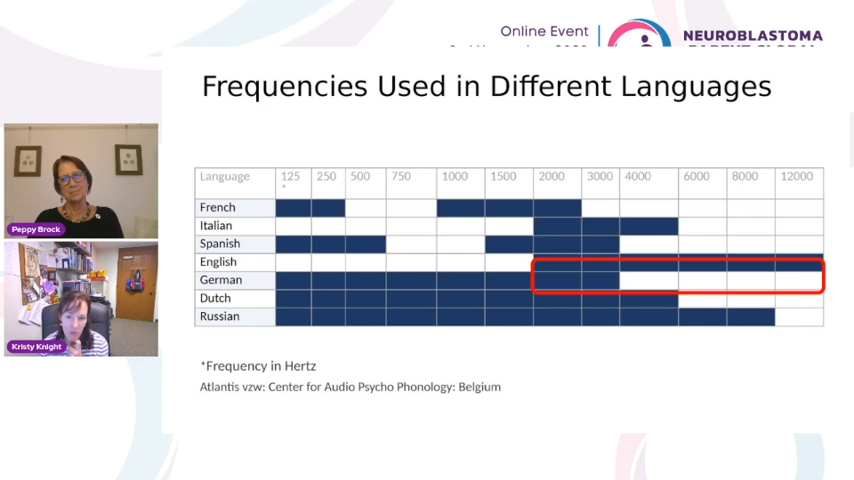 Online Event
NEUROBLASTOMA
PARENT GLOBAL
Frequencies Used in Different Languages
Language 125 250 500 750 1000 1500 2000 3000 4000 6000 8000 12000
*
French
Italian
Spanish
English
German
Dutch
Russian
*Frequency in Hertz
Atlantis vzw: Center for Audio Psycho Phonology: Belgium
Peppy Brock
Kristy Knight